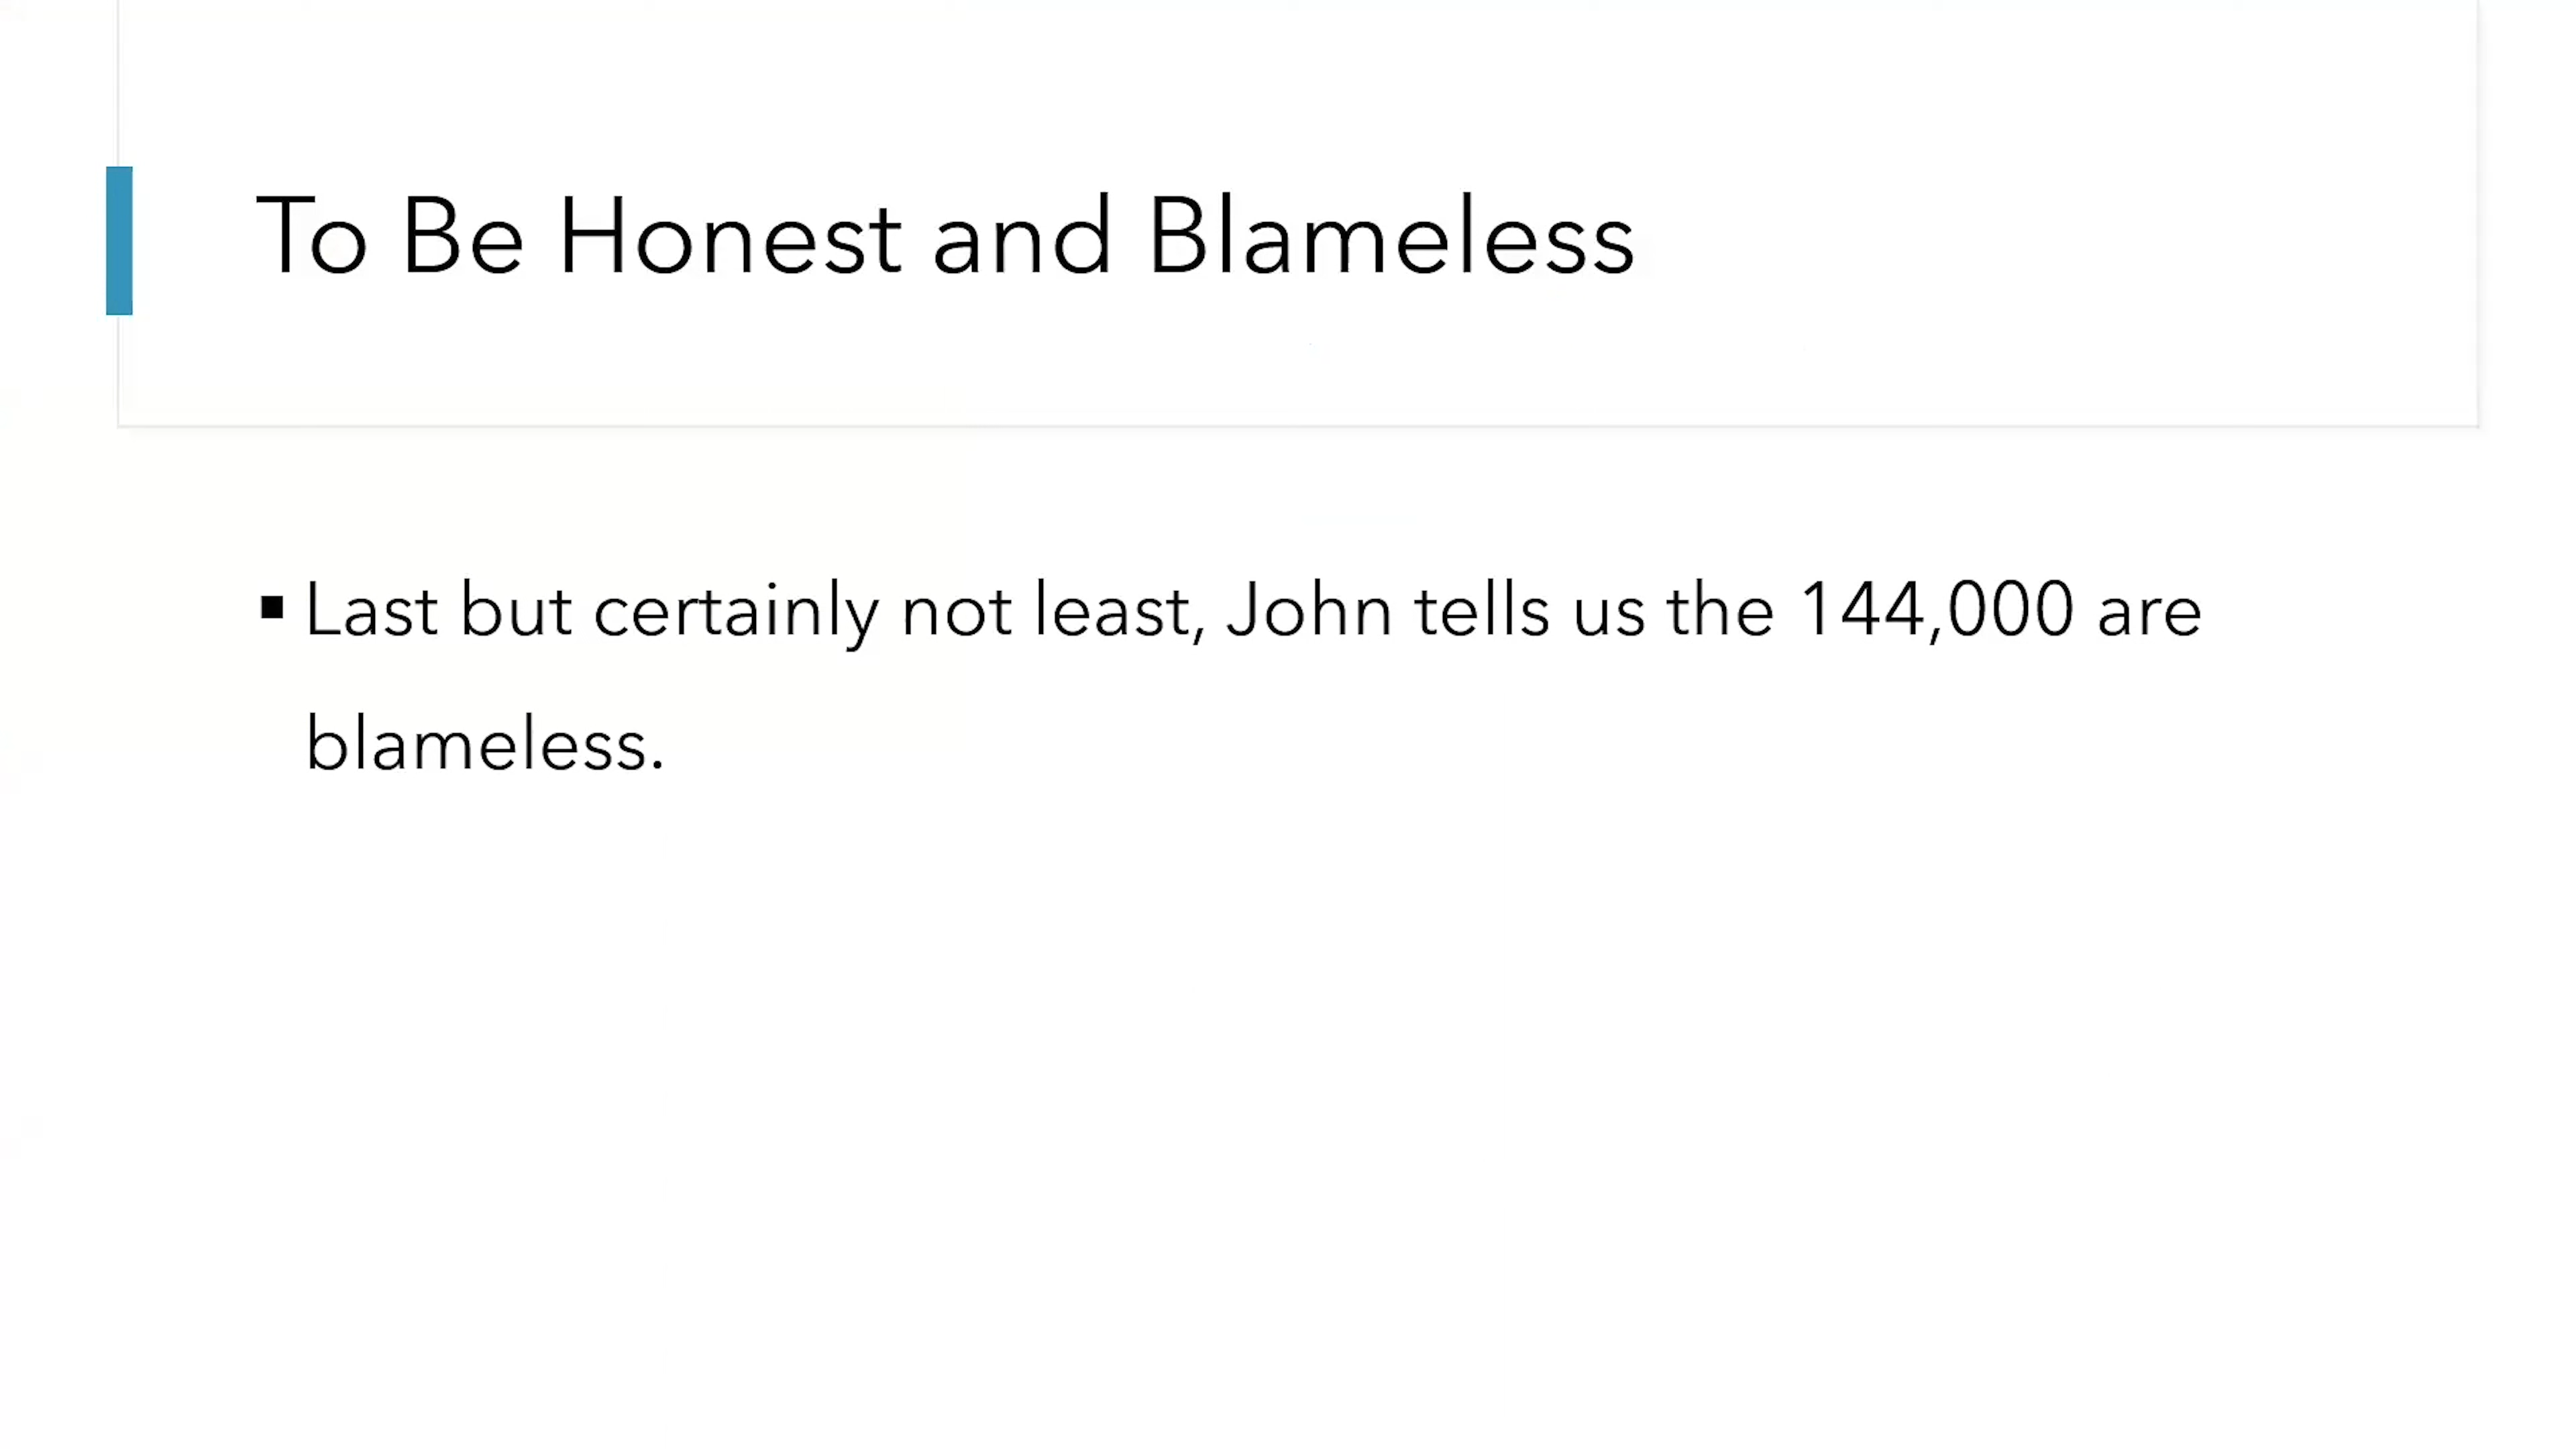 To Be Honest and Blameless
▪ Last but certainly not least, John tells us the 144,000 are
blameless.